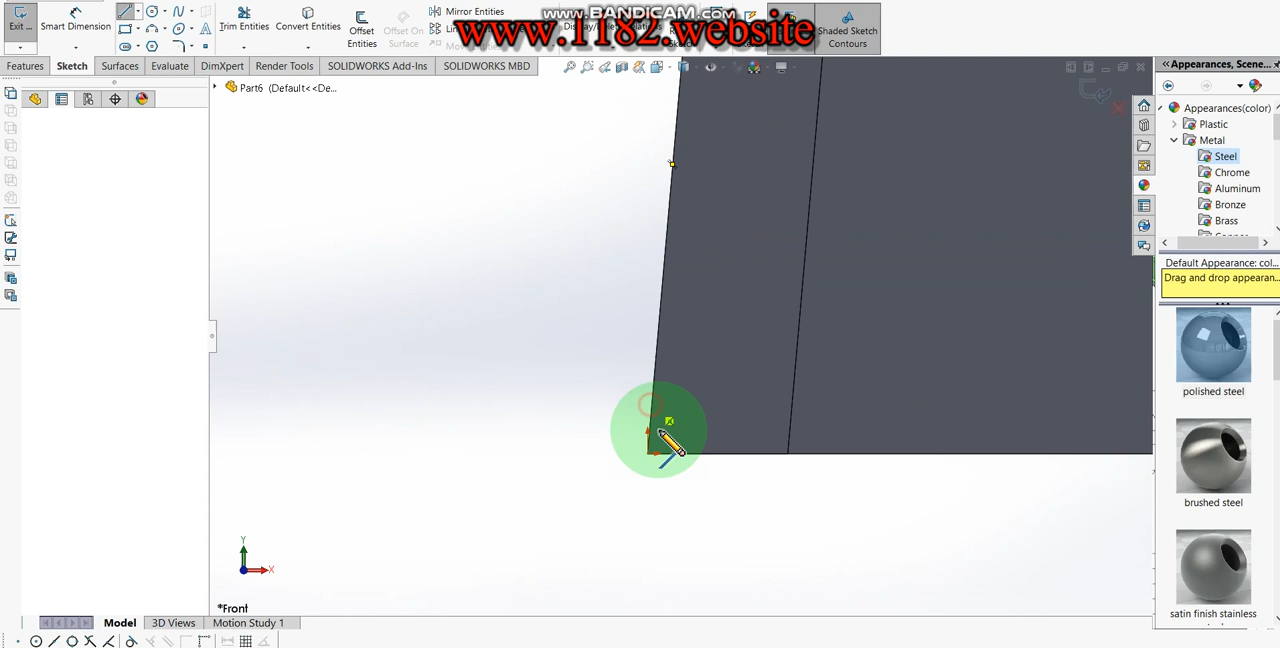 www.BANDICAM.com
www.1182.website
Exit ...
Smart Dimension
Trim Entities
Convert Entities
Offset
Entities
Offset On
Surface
Mirror Entities
Shaded Sketch
Contours
Features
Sketch
Surfaces
Evaluate
DimXpert
Render Tools
SOLIDWORKS Add-Ins
SOLIDWORKS MBD
Part6 (Default<<De...
Appearances, Scene...
Appearances(color)
Plastic
Metal
Steel
Chrome
Aluminum
Bronze
Brass
Default Appearance: col...
Drag and drop appearan...
polished steel
brushed steel
satin finish stainless
Y
X
*Front
Model
3D Views
Motion Study 1